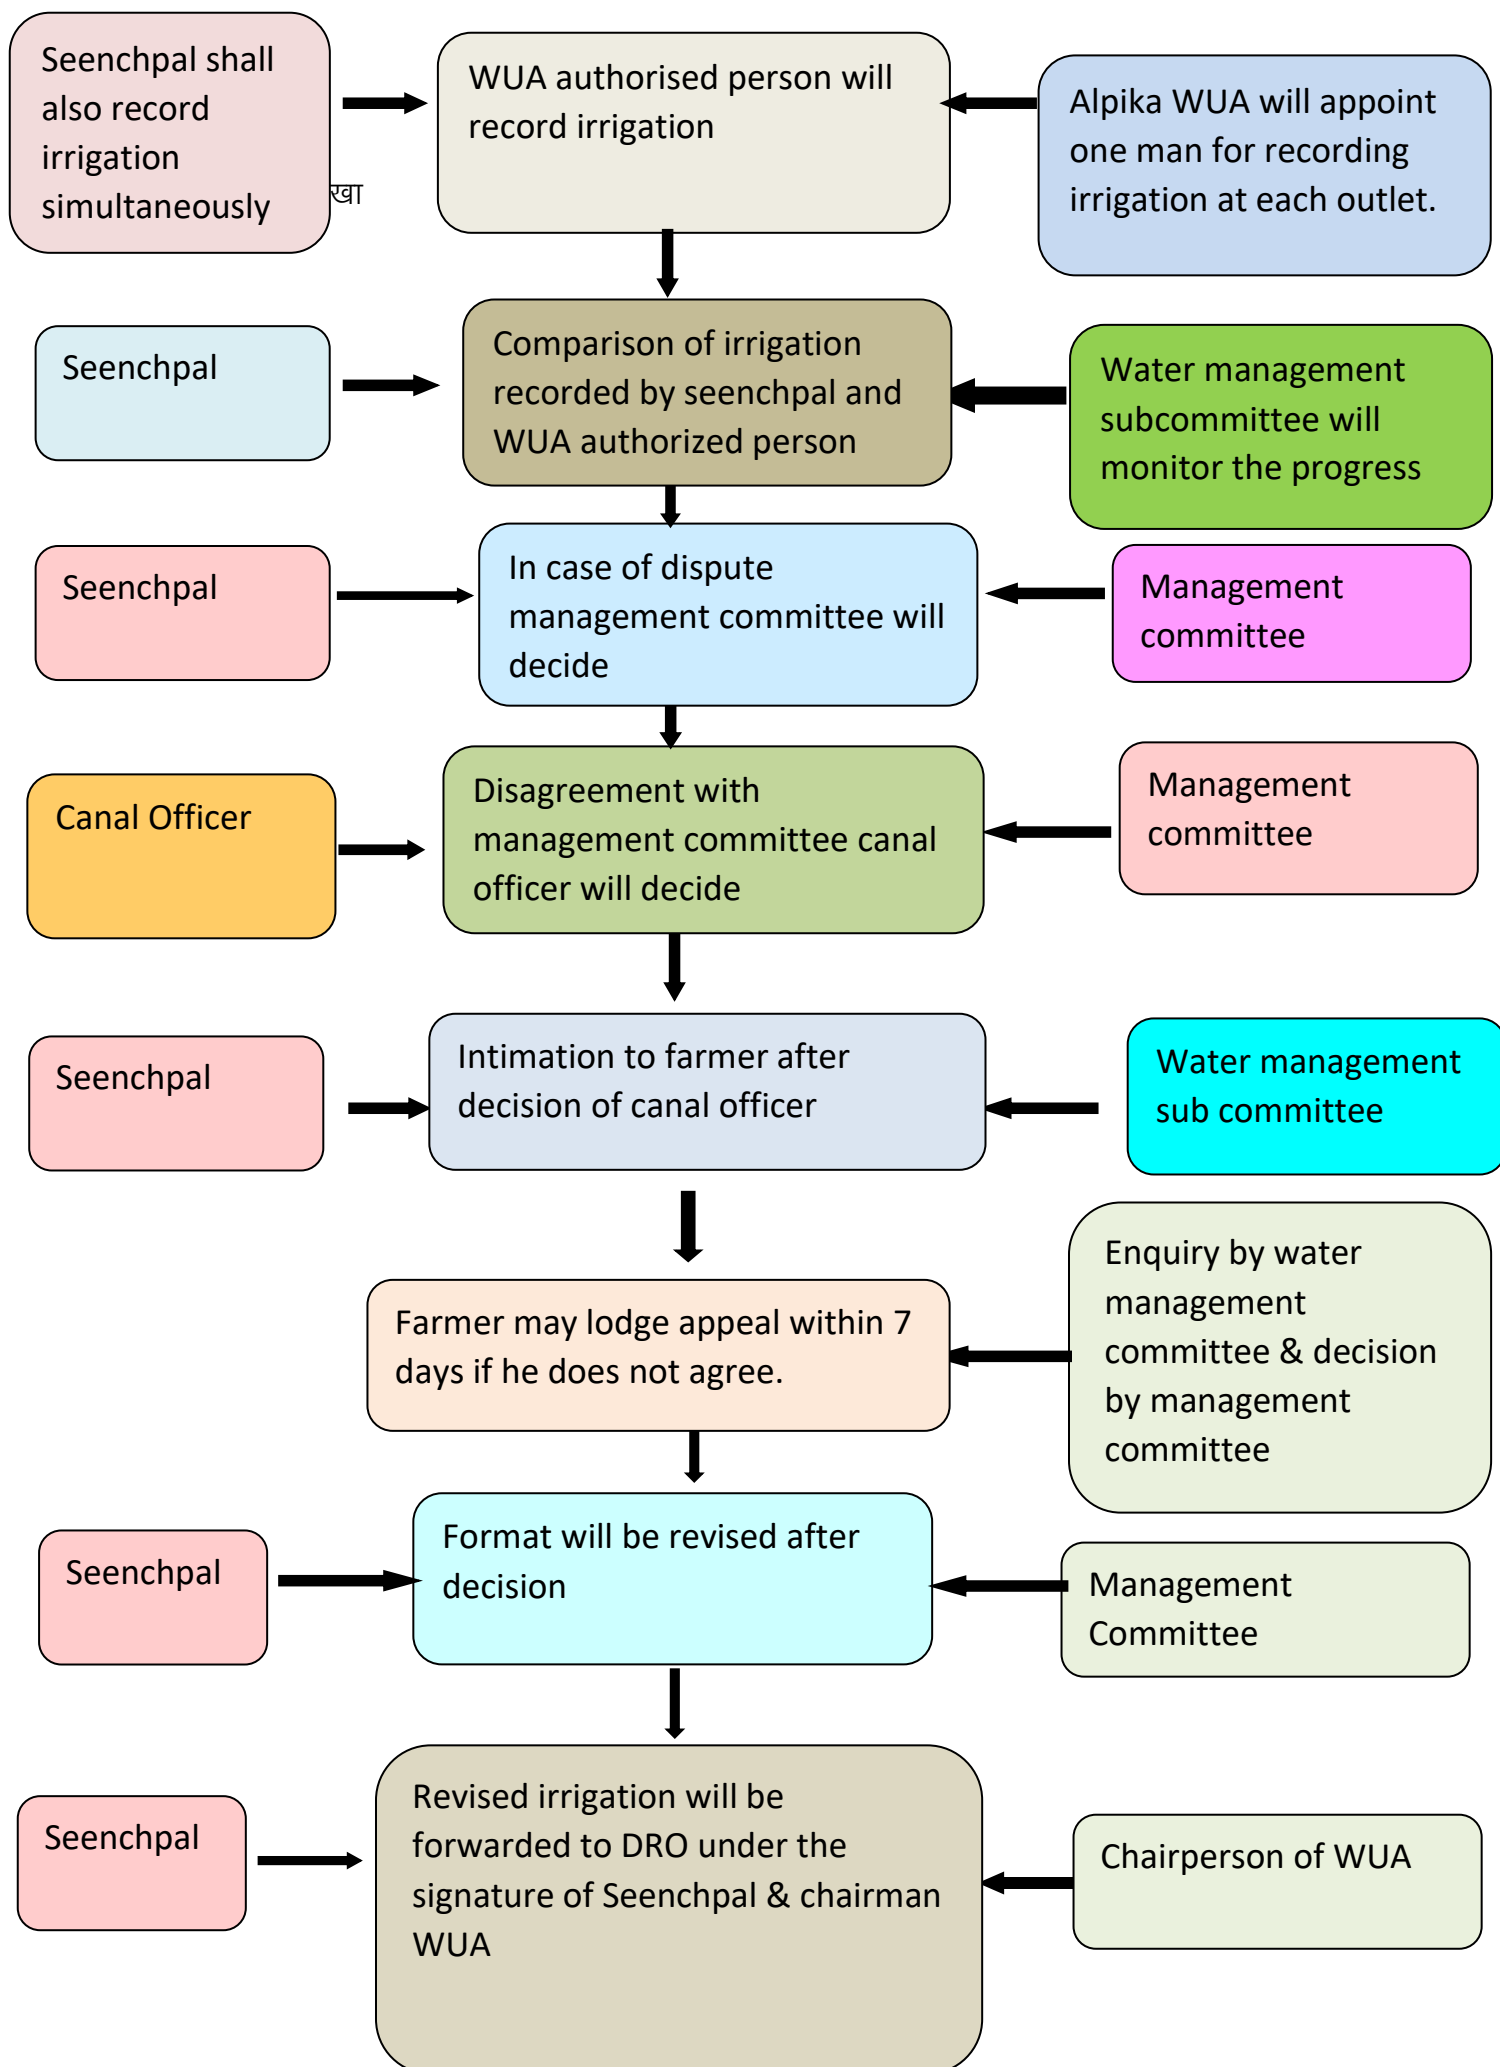 Seenchpal shall
also record
irrigation
simultaneously
खा
WUA authorised person will
record irrigation
Alpika WUA will appoint
one man for recording
irrigation at each outlet.
Seenchpal
Comparison of irrigation
recorded by seenchpal and
WUA authorized person
Water management
subcommittee will
monitor the progress
Seenchpal
In case of dispute
management committee will
decide
Management
committee
Canal Officer
Disagreement with
management committee canal
officer will decide
Management
committee
Seenchpal
Intimation to farmer after
decision of canal officer
Water management
sub committee
Farmer may lodge appeal within 7
days if he does not agree.
Enquiry by water
management
committee & decision
by management
committee
Seenchpal
Format will be revised after
decision
Management
Committee
Seenchpal
Revised irrigation will be
forwarded to DRO under the
signature of Seenchpal & chairman
WUA
Chairperson of WUA